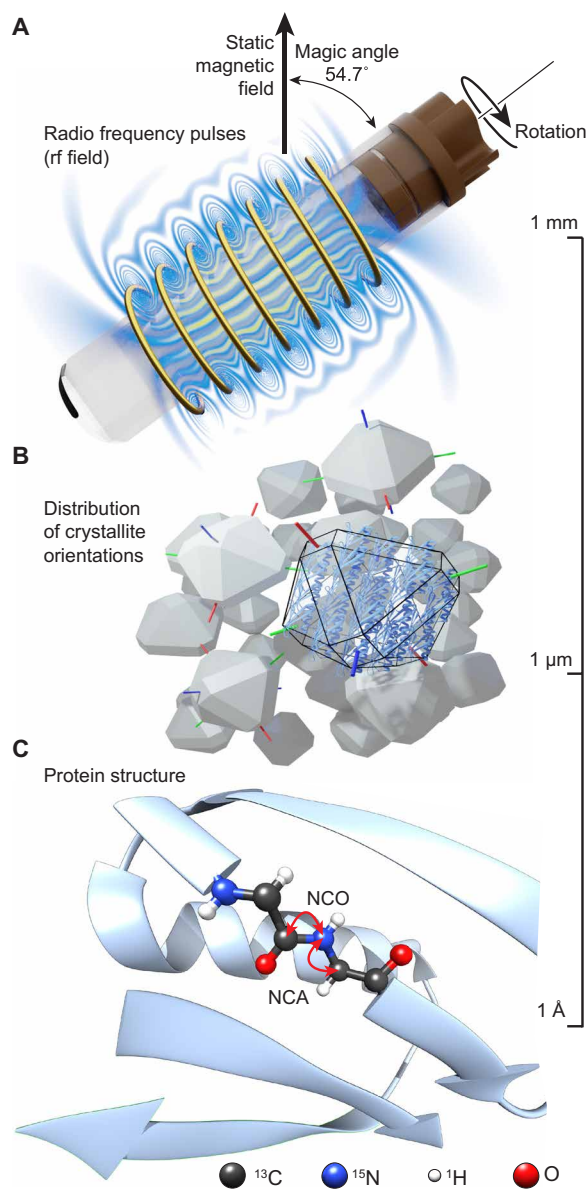 A
Static
magnetic
field
Magic angle
54.7°
Radio frequency pulses
(rf field)
Rotation
1 mm
B
Distribution
of crystallite
orientations
1 μm
C
Protein structure
NCO
NCA
1 Å
¹³C ¹⁵N ¹H O